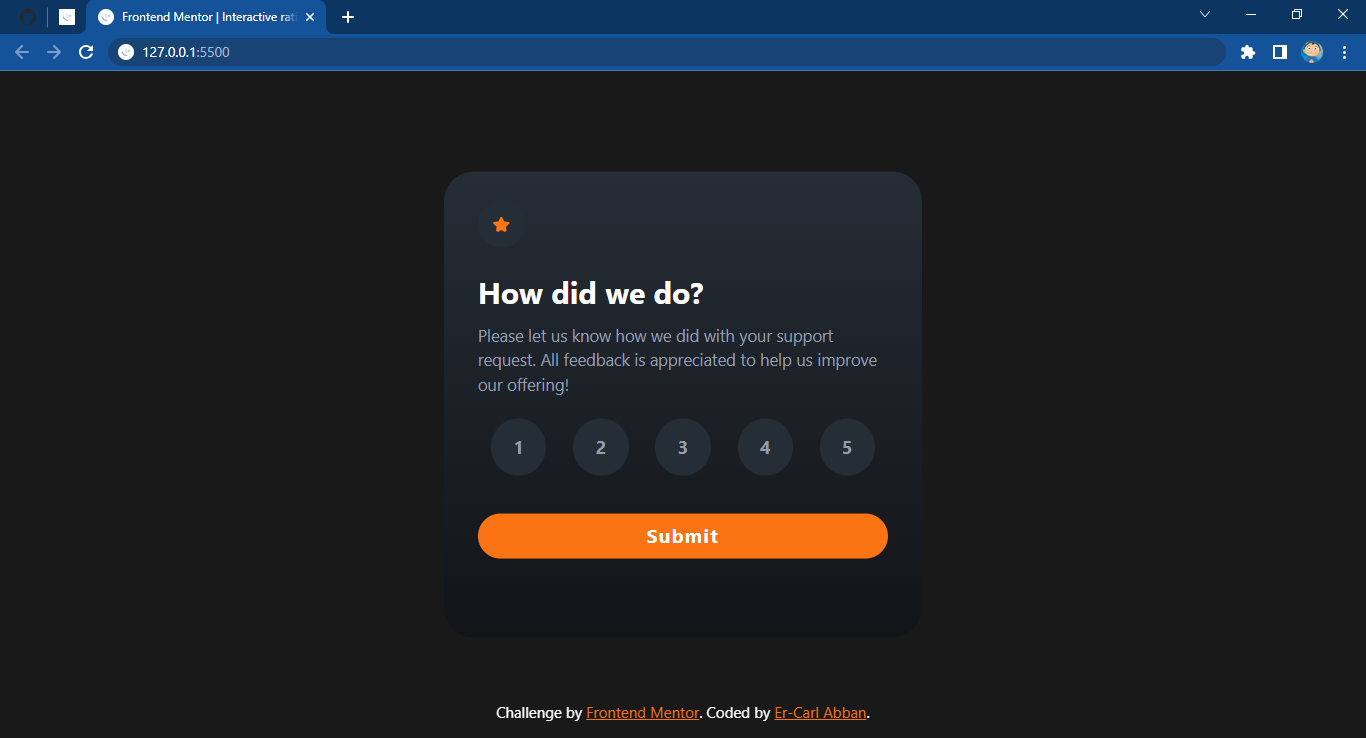 Frontend Mentor | Interactive rat
127.0.0.1:5500
How did we do?
Please let us know how we did with your support
request. All feedback is appreciated to help us improve
our offering!
1 2 3 4 5
Submit
Challenge by Frontend Mentor. Coded by Er-Carl Abban.